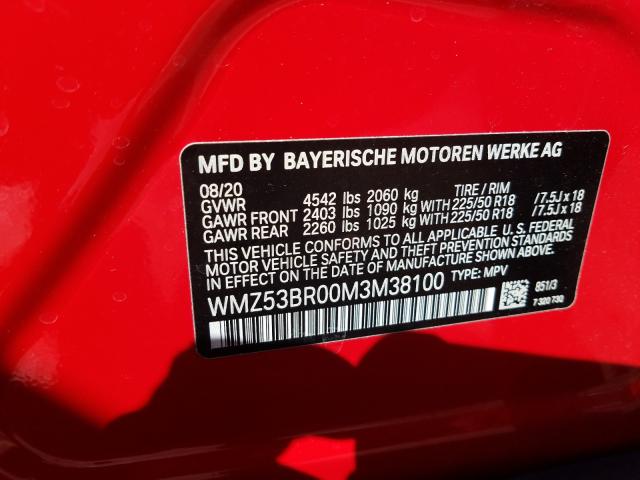 MFD BY BAYERISCHE MOTOREN WERKE AG
08/20 TIRE / RIM
GVWR 4542 lbs 2060 kg
GAWR FRONT 2403 lbs 1090 kg WITH 225/50 R18 / 7.5J x 18
GAWR REAR 2260 lbs 1025 kg WITH 225/50 R18 / 7.5J x 18
THIS VEHICLE CONFORMS TO ALL APPLICABLE U. S. FEDERAL
MOTOR VEHICLE SAFETY AND THEFT PREVENTION STANDARDS
IN EFFECT ON THE DATE OF MANUFACTURE SHOWN ABOVE.
WMZ53BR00M3M38100 TYPE: MPV
851/3
7 320 730